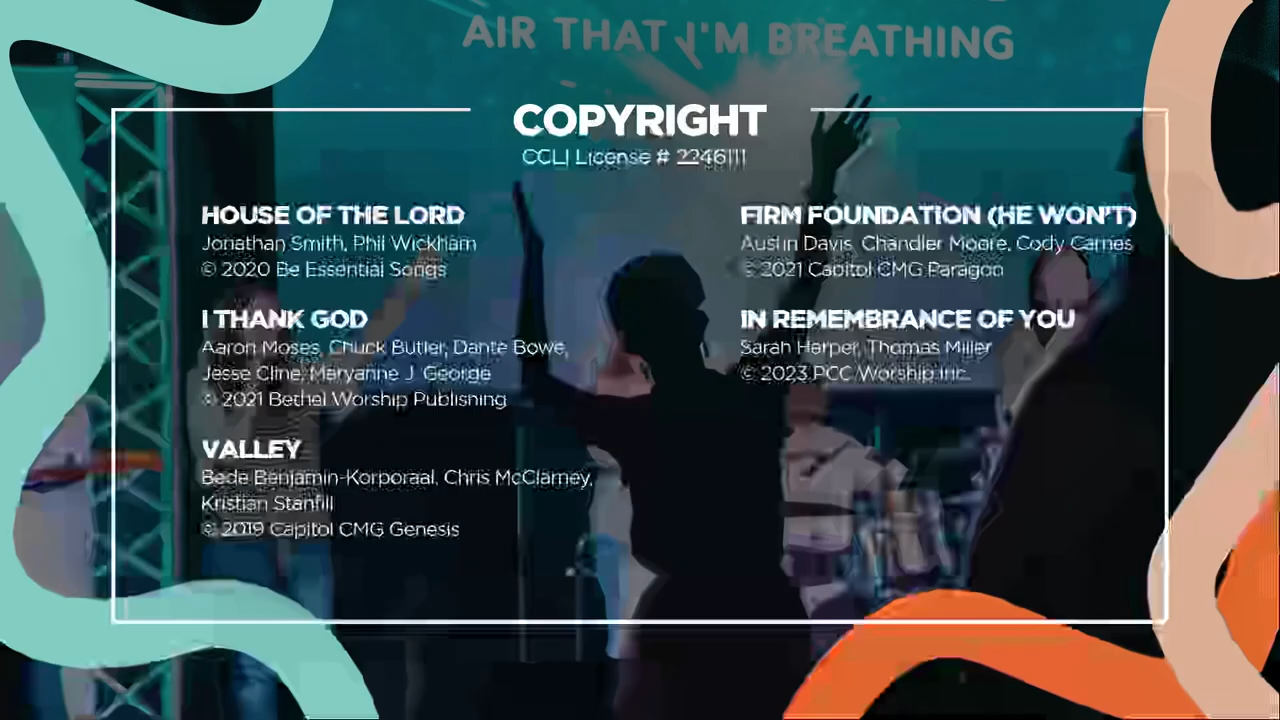 AIR THAT I'M BREATHING
COPYRIGHT
CCLI License # 2246111
HOUSE OF THE LORD
Jonathan Smith, Phil Wickham
© 2020 Be Essential Songs
I THANK GOD
Aaron Moses, Chuck Butler, Dante Bowe,
Jesse Cline, Maryanne J. George
© 2021 Bethel Worship Publishing
VALLEY
Bede Benjamin-Korporaal, Chris McClarney,
Kristian Stanfill
© 2019 Capitol CMG Genesis
FIRM FOUNDATION (HE WON'T)
Austin Davis, Chandler Moore, Cody Carnes
© 2021 Capitol CMG Paragon
IN REMEMBRANCE OF YOU
Sarah Harper, Thomas Miller
© 2023 PCC Worship Inc.